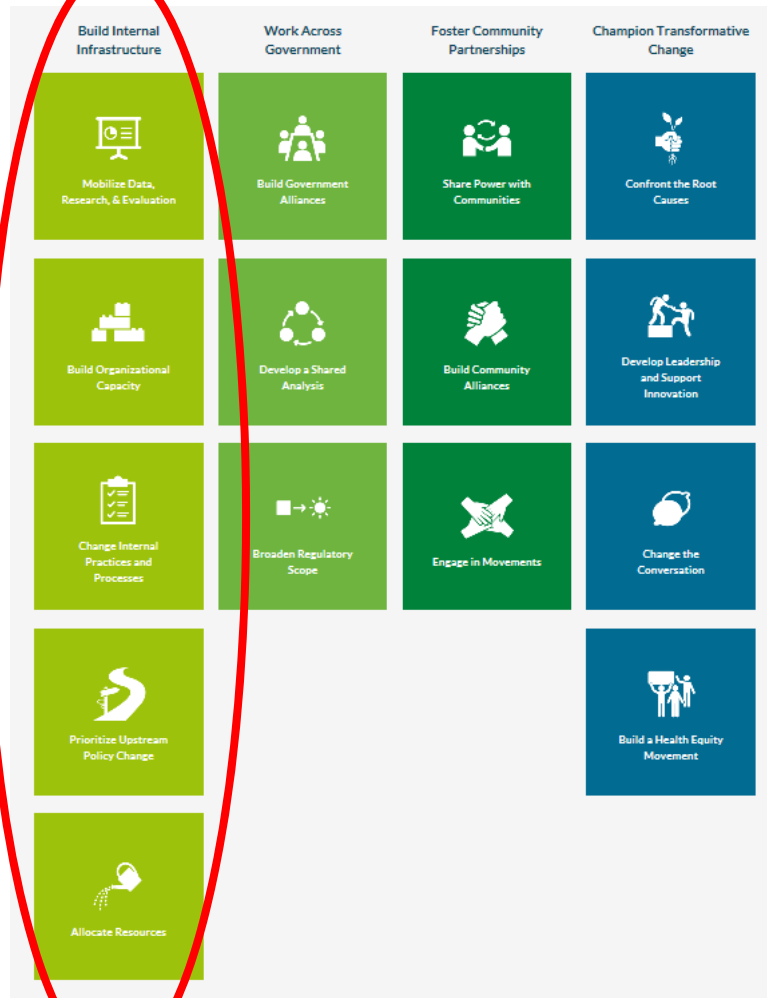 Build Internal
Infrastructure
Work Across
Government
Foster Community
Partnerships
Champion Transformative
Change
Mobilize Data,
Research, & Evaluation
Build Government
Alliances
Share Power with
Communities
Confront the Root
Causes
Build Organizational
Capacity
Develop a Shared
Analysis
Build Community
Alliances
Develop Leadership
and Support
Innovation
Change Internal
Practices and
Processes
Broaden Regulatory
Scope
Engage in Movements
Change the
Conversation
Prioritize Upstream
Policy Change
Build a Health Equity
Movement
Allocate Resources